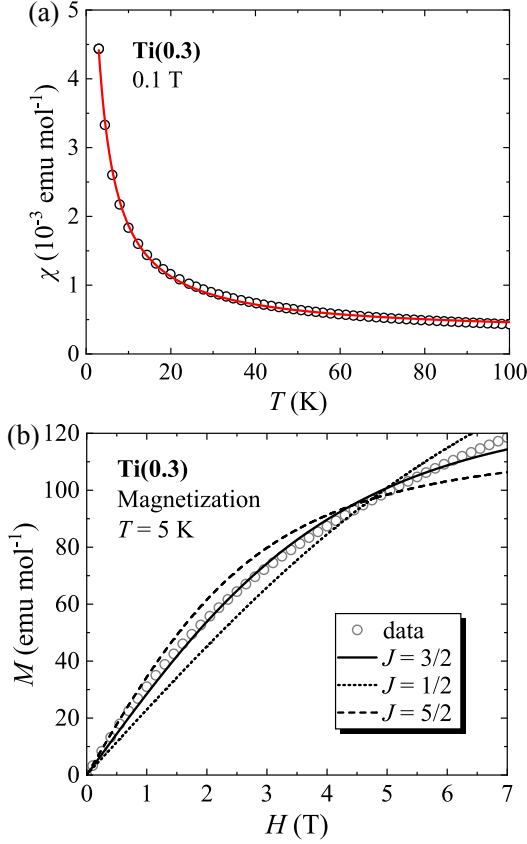 (a)
Ti(0.3)
0.1 T
χ (10⁻³ emu mol⁻¹)
5
4
3
2
1
0
0 20 40 60 80 100
T (K)
(b)
Ti(0.3)
Magnetization
T = 5 K
M (emu mol⁻¹)
120
100
80
60
40
20
0
data
J = 3/2
J = 1/2
J = 5/2
0 1 2 3 4 5 6 7
H (T)